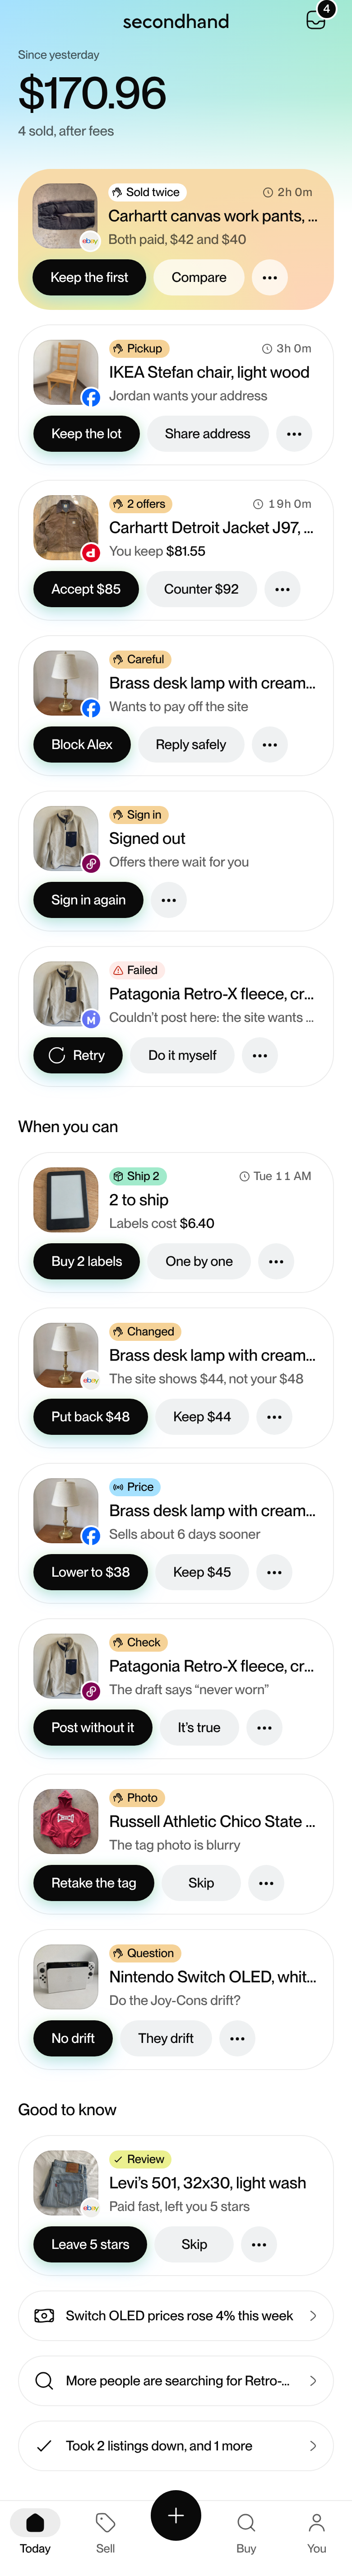 secondhand
4
Since yesterday
$170.96
4 sold, after fees
Sold twice
2h 0m
Carhartt canvas work pants, ...
ebay
Both paid, $42 and $40
Keep the first
Compare
Pickup
3h 0m
IKEA Stefan chair, light wood
Jordan wants your address
Keep the lot
Share address
2 offers
19h 0m
Carhartt Detroit Jacket J97, ...
You keep $81.55
Accept $85
Counter $92
Careful
Brass desk lamp with cream...
Wants to pay off the site
Block Alex
Reply safely
Sign in
Signed out
Offers there wait for you
Sign in again
Failed
Patagonia Retro-X fleece, cr...
Couldn’t post here: the site wants ...
Retry
Do it myself
When you can
Ship 2
Tue 11 AM
2 to ship
Labels cost $6.40
Buy 2 labels
One by one
Changed
Brass desk lamp with cream...
ebay
The site shows $44, not your $48
Put back $48
Keep $44
Price
Brass desk lamp with cream...
Sells about 6 days sooner
Lower to $38
Keep $45
Check
Patagonia Retro-X fleece, cr...
The draft says “never worn”
Post without it
It’s true
Photo
Russell Athletic Chico State ...
The tag photo is blurry
Retake the tag
Skip
Question
Nintendo Switch OLED, whit...
Do the Joy-Cons drift?
No drift
They drift
Good to know
Review
Levi’s 501, 32x30, light wash
ebay
Paid fast, left you 5 stars
Leave 5 stars
Skip
Switch OLED prices rose 4% this week
More people are searching for Retro-...
Took 2 listings down, and 1 more
Today
Sell
Buy
You